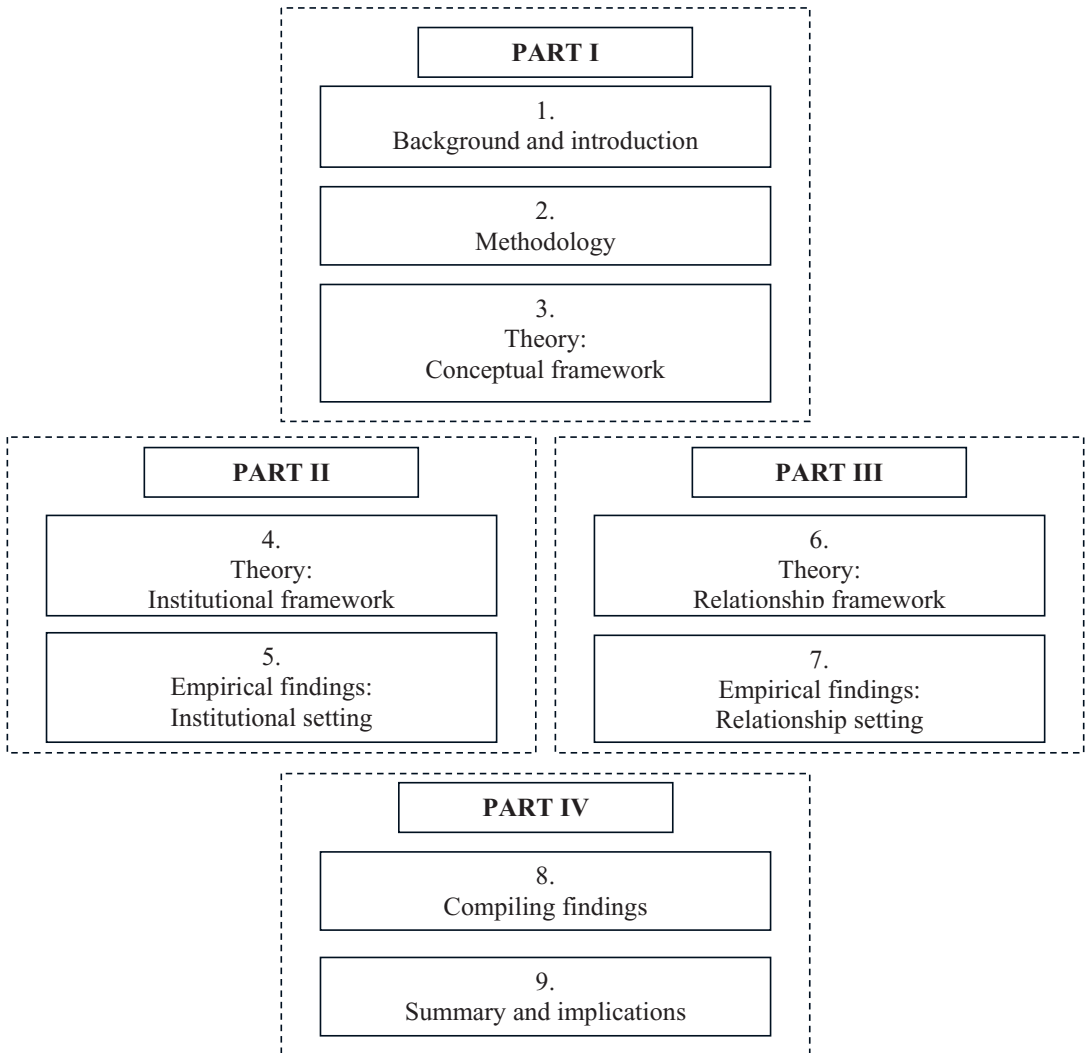 PART I
1.
Background and introduction
2.
Methodology
3.
Theory:
Conceptual framework
PART II
4.
Theory:
Institutional framework
5.
Empirical findings:
Institutional setting
PART III
6.
Theory:
Relationship framework
7.
Empirical findings:
Relationship setting
PART IV
8.
Compiling findings
9.
Summary and implications